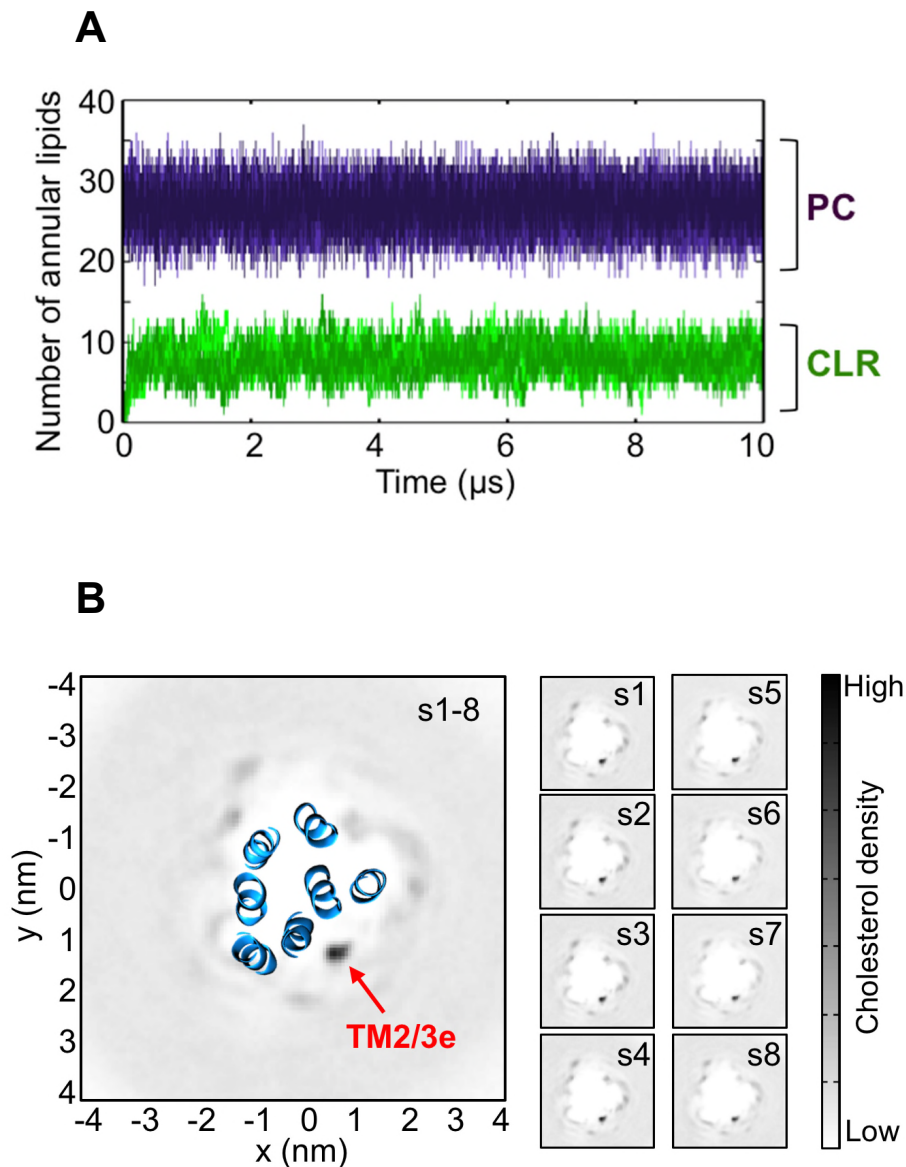 A
Number of annular lipids
40
30
20
10
0
0 2 4 6 8 10
Time (µs)
PC
CLR
B
y (nm)
-4
-3
-2
-1
0
1
2
3
4
-4 -3 -2 -1 0 1 2 3 4
x (nm)
s1-8
TM2/3e
s1 s5
s2 s6
s3 s7
s4 s8
High
Cholesterol density
Low